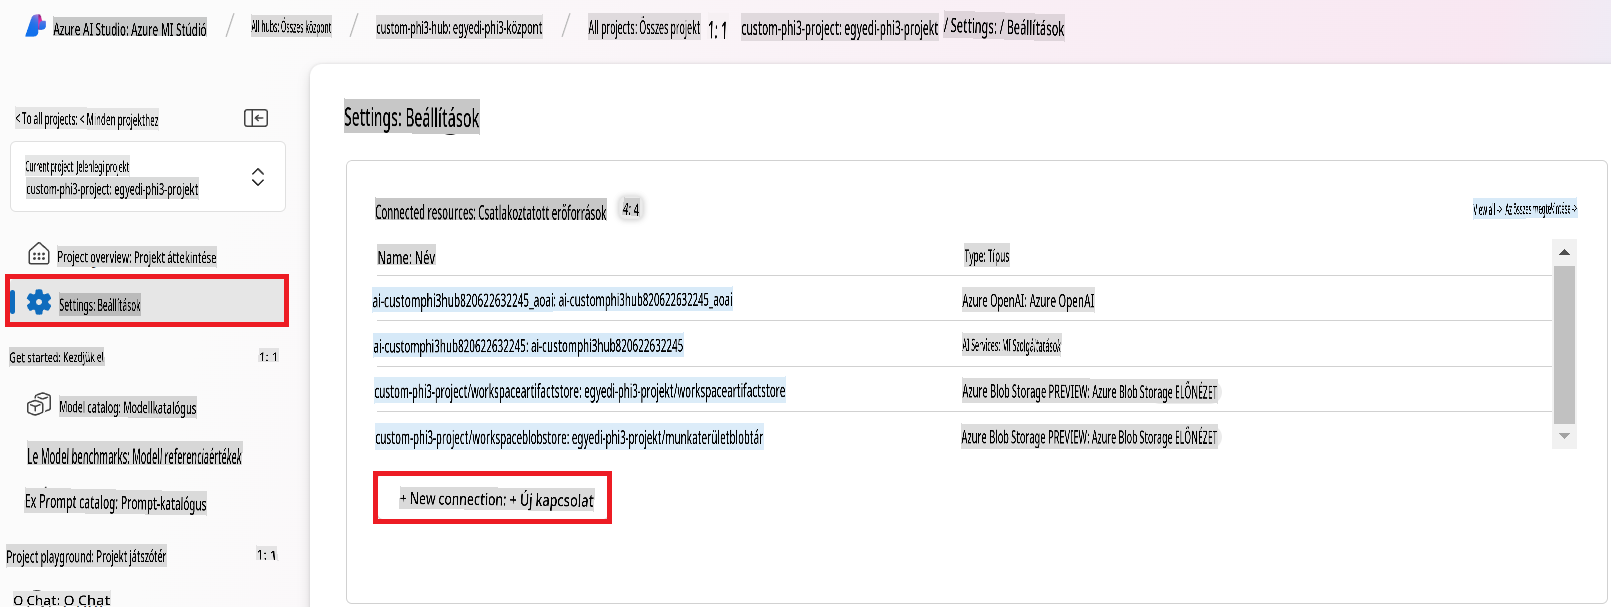 Azure AI Studio: Azure MI Stúdió / All hubs: Összes központ / custom-phi3-hub: egyedi-phi3-központ / All projects: Összes projekt 1: 1 custom-phi3-project: egyedi-phi3-projekt / Settings: / Beállítások
< To all projects: < Minden projekthez
Current project: Jelenlegi projekt
custom-phi3-project: egyedi-phi3-projekt
Project overview: Projekt áttekintése
Settings: Beállítások
Get started: Kezdjük el 1: 1
Model catalog: Modellkatalógus
Le Model benchmarks: Modell referenciaértékek
Ex Prompt catalog: Prompt-katalógus
Project playground: Projekt játszótér 1: 1
O Chat: O Chat
Settings: Beállítások
Connected resources: Csatlakoztatott erőforrások 4: 4
View all → Az összes megtekintése →
Name: Név Type: Típus
ai-customphi3hub820622632245_aoai: ai-customphi3hub820622632245_aoai Azure OpenAI: Azure OpenAI
ai-customphi3hub820622632245: ai-customphi3hub820622632245 AI Services: MI Szolgáltatások
custom-phi3-project/workspaceartifactstore: egyedi-phi3-projekt/workspaceartifactstore Azure Blob Storage PREVIEW: Azure Blob Storage ELŐNÉZET
custom-phi3-project/workspaceblobstore: egyedi-phi3-projekt/munkaterületblobtár Azure Blob Storage PREVIEW: Azure Blob Storage ELŐNÉZET
+ New connection: + Új kapcsolat